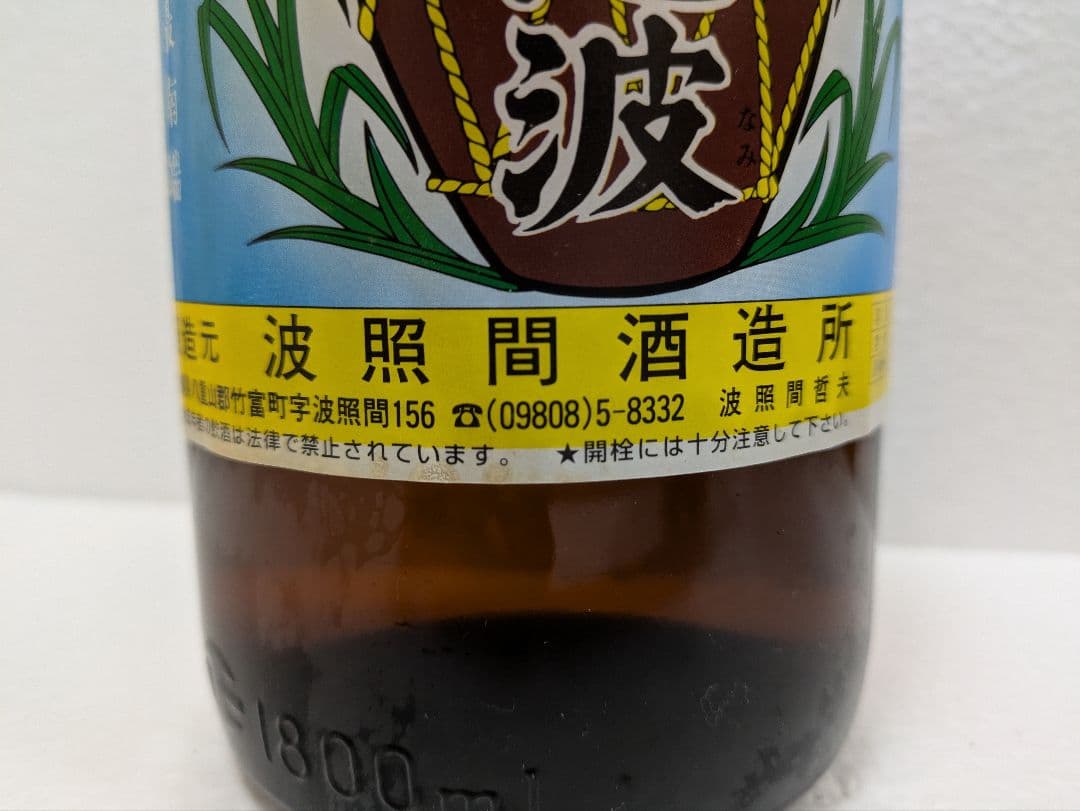 波
なみ
造元 波照間酒造所
八重山郡竹富町字波照間156 ☎(09808)5-8332 波照間哲夫
飲酒は法律で禁止されています。 ★開栓には十分注意して下さい。
1800ml